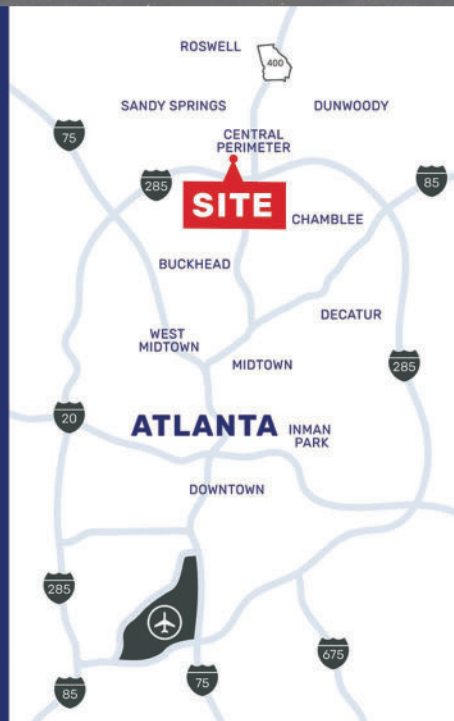 ROSWELL
400
SANDY SPRINGS
DUNWOODY
75
CENTRAL
PERIMETER
285
85
SITE
CHAMBLEE
BUCKHEAD
DECATUR
WEST
MIDTOWN
MIDTOWN
285
20
ATLANTA
INMAN
PARK
DOWNTOWN
285
675
85
75